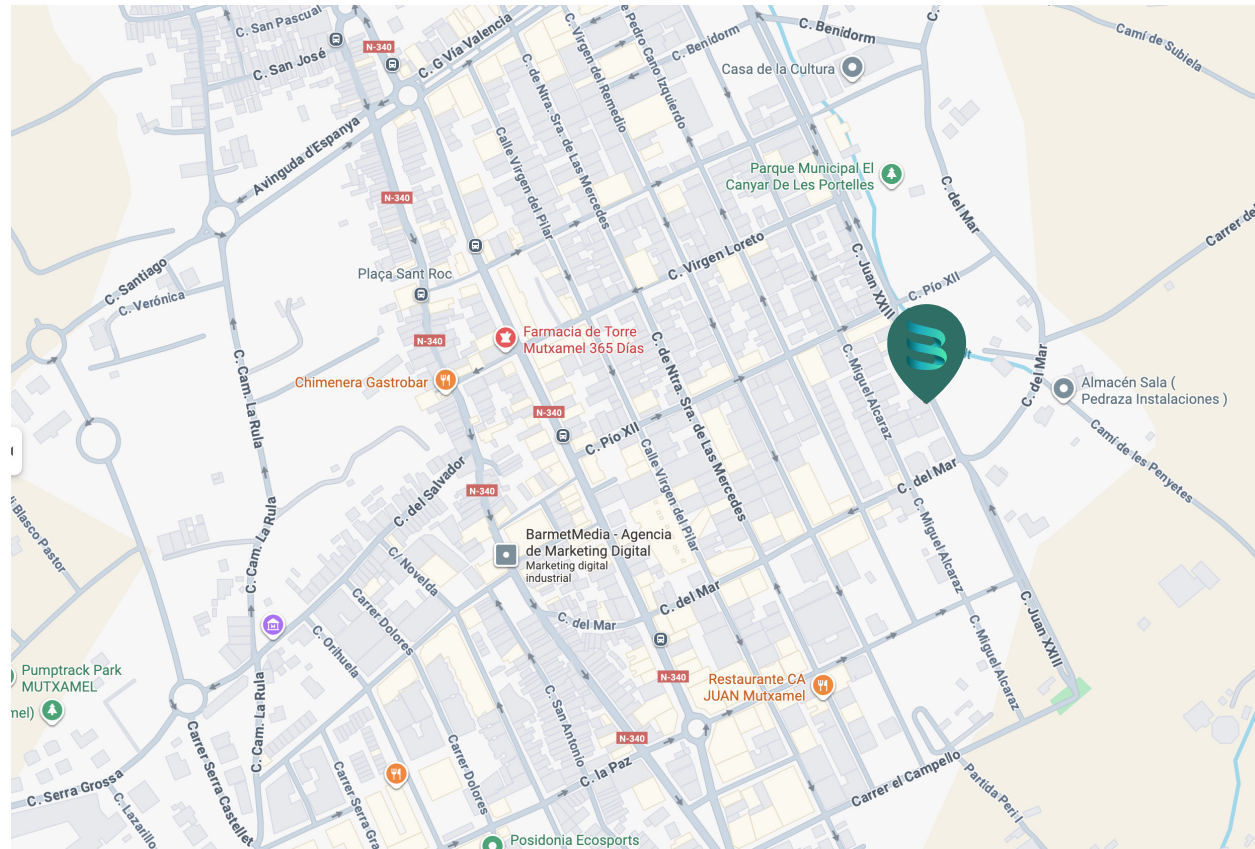 C. San Pascual
N-340
C. San José
C. G Vía Valencia
C. Virgen del Remedio
Pedro Cano Izquierdo
C. Benidorm
C. Benidorm
C.
Camí de Subiela
Casa de la Cultura
C. de Ntra. Sra. de Las Mercedes
Calle Virgen del Pilar
Avinguda d'Espanya
N-340
Parque Municipal El
Canyar De Les Portelles
C. del Mar
Carrer de
C. Santiago
C. Verónica
Plaça Sant Roc
C. Virgen Loreto
C. Juan XXIII
C. Pío XII
N-340
Farmacia de Torre
Mutxamel 365 Días
Chimenera Gastrobar
C. Cam. La Rula
C. de Ntra. Sra. de Las Mercedes
C. Miguel Alcaraz
C. del Mar
Almacén Sala (
Pedraza Instalaciones )
N-340
C. Pío XII
Calle Virgen del Pilar
Camí de les Penyetes
C. del Salvador
N-340
C. del Mar
C. Miguel Alcaraz
Blasco Pastor
C. Cam. La Rula
BarmetMedia - Agencia
de Marketing Digital
Marketing digital
industrial
C/ Novelda
Carrer Dolores
C. del Mar
C. del Mar
C. Juan XXIII
C. Miguel Alcaraz
C. Orihuela
Pumptrack Park
MUTXAMEL
mel)
C. Cam. La Rula
N-340
Restaurante CA
JUAN Mutxamel
C. San Antonio
N-340
C. la Paz
Carrer Dolores
Carrer el Campello
Partida Peri I
C. Serra Grossa
Carrer Serra Castellet
Carrer Serra Gra
C. Lazarillo
Posidonia Ecosports